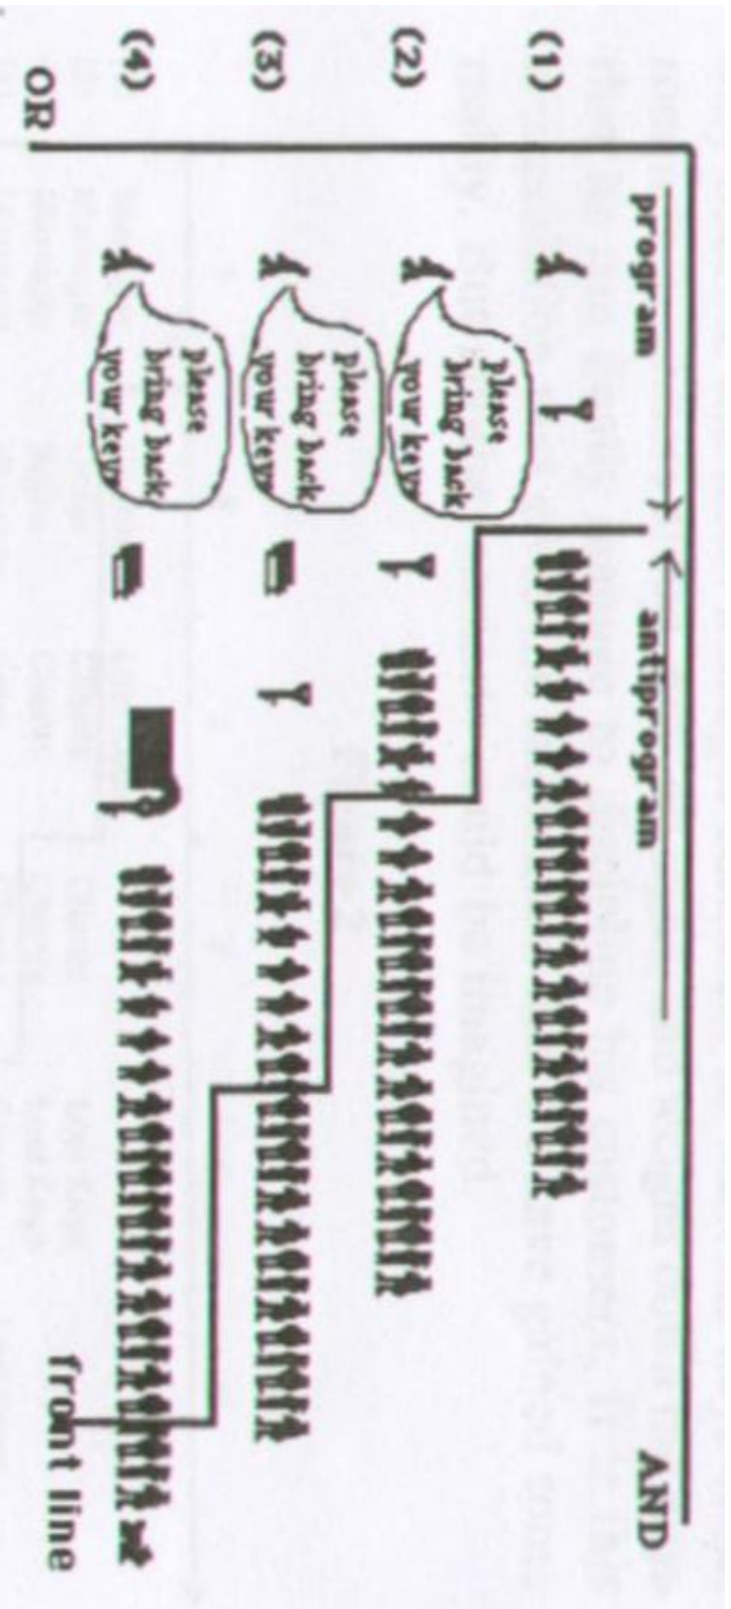 AND
program
antiprogram
(1)
(2)
please
bring back
your keys
(3)
please
bring back
your keys
(4)
please
bring back
your keys
OR
front line